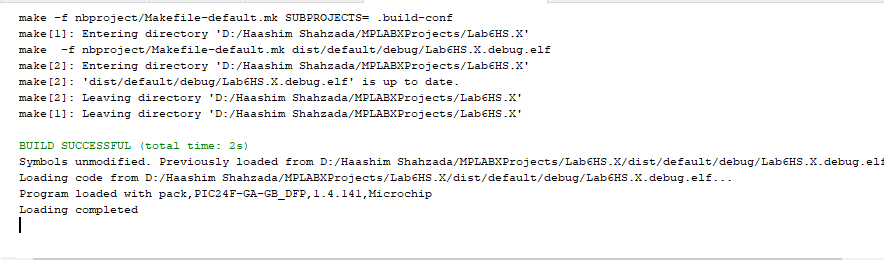 make -f nbproject/Makefile-default.mk SUBPROJECTS= .build-conf
make[1]: Entering directory 'D:/Haashim Shahzada/MPLABXProjects/Lab6HS.X'
make  -f nbproject/Makefile-default.mk dist/default/debug/Lab6HS.X.debug.elf
make[2]: Entering directory 'D:/Haashim Shahzada/MPLABXProjects/Lab6HS.X'
make[2]: 'dist/default/debug/Lab6HS.X.debug.elf' is up to date.
make[2]: Leaving directory 'D:/Haashim Shahzada/MPLABXProjects/Lab6HS.X'
make[1]: Leaving directory 'D:/Haashim Shahzada/MPLABXProjects/Lab6HS.X'
BUILD SUCCESSFUL (total time: 2s)
Symbols unmodified. Previously loaded from D:/Haashim Shahzada/MPLABXProjects/Lab6HS.X/dist/default/debug/Lab6HS.X.debug.elf
Loading code from D:/Haashim Shahzada/MPLABXProjects/Lab6HS.X/dist/default/debug/Lab6HS.X.debug.elf...
Program loaded with pack,PIC24F-GA-GB_DFP,1.4.141,Microchip
Loading completed